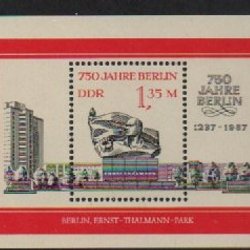 750 JAHRE BERLIN
DDR
1,35 M
750
JAHRE
BERLIN
1237-1987
BERLIN, ERNST-THÄLMANN-PARK